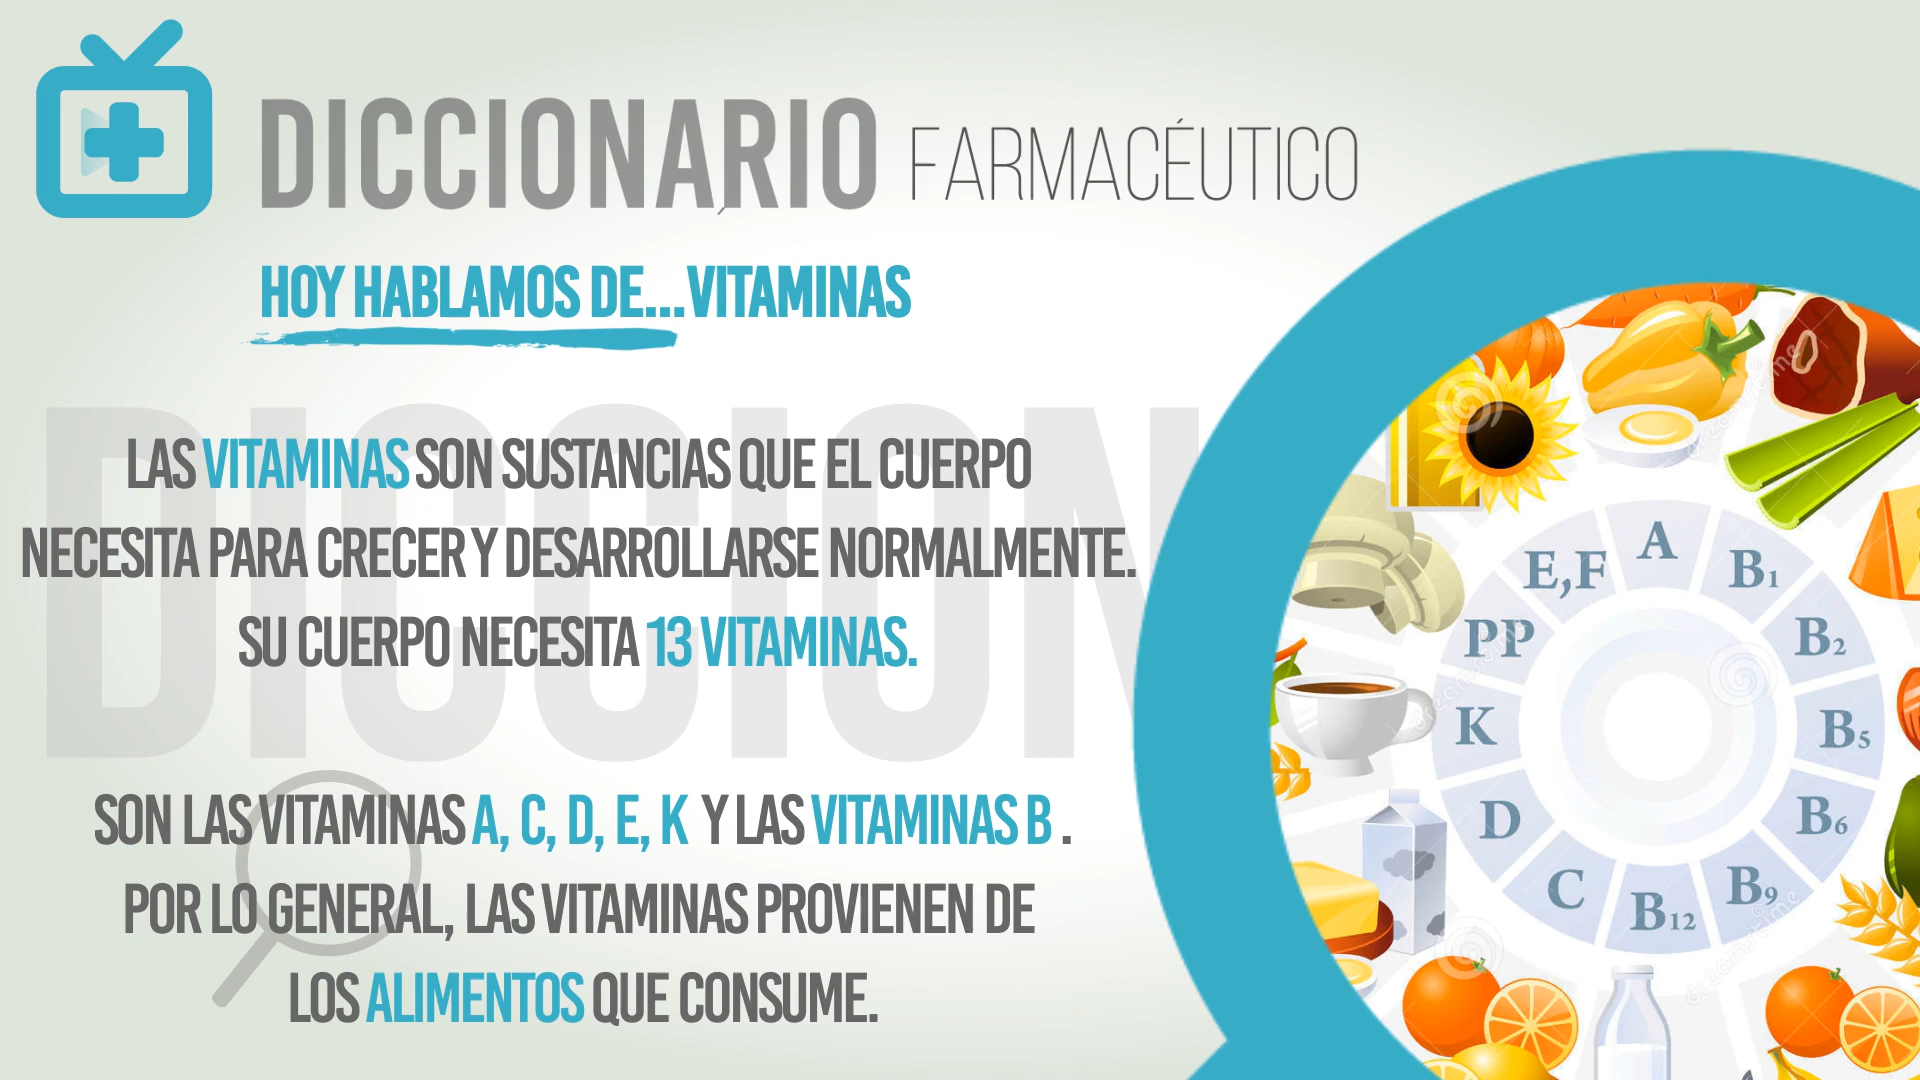 DICCIONARIO FARMACÉUTICO
HOY HABLAMOS DE...VITAMINAS
DICCION
LAS VITAMINAS SON SUSTANCIAS QUE EL CUERPO
NECESITA PARA CRECER Y DESARROLLARSE NORMALMENTE.
SU CUERPO NECESITA 13 VITAMINAS.
SON LAS VITAMINAS A, C, D, E, K Y LAS VITAMINAS B .
POR LO GENERAL, LAS VITAMINAS PROVIENEN DE
LOS ALIMENTOS QUE CONSUME.
A
B1
B2
B5
B6
B9
B12
C
D
K
PP
E,F
dreamstime